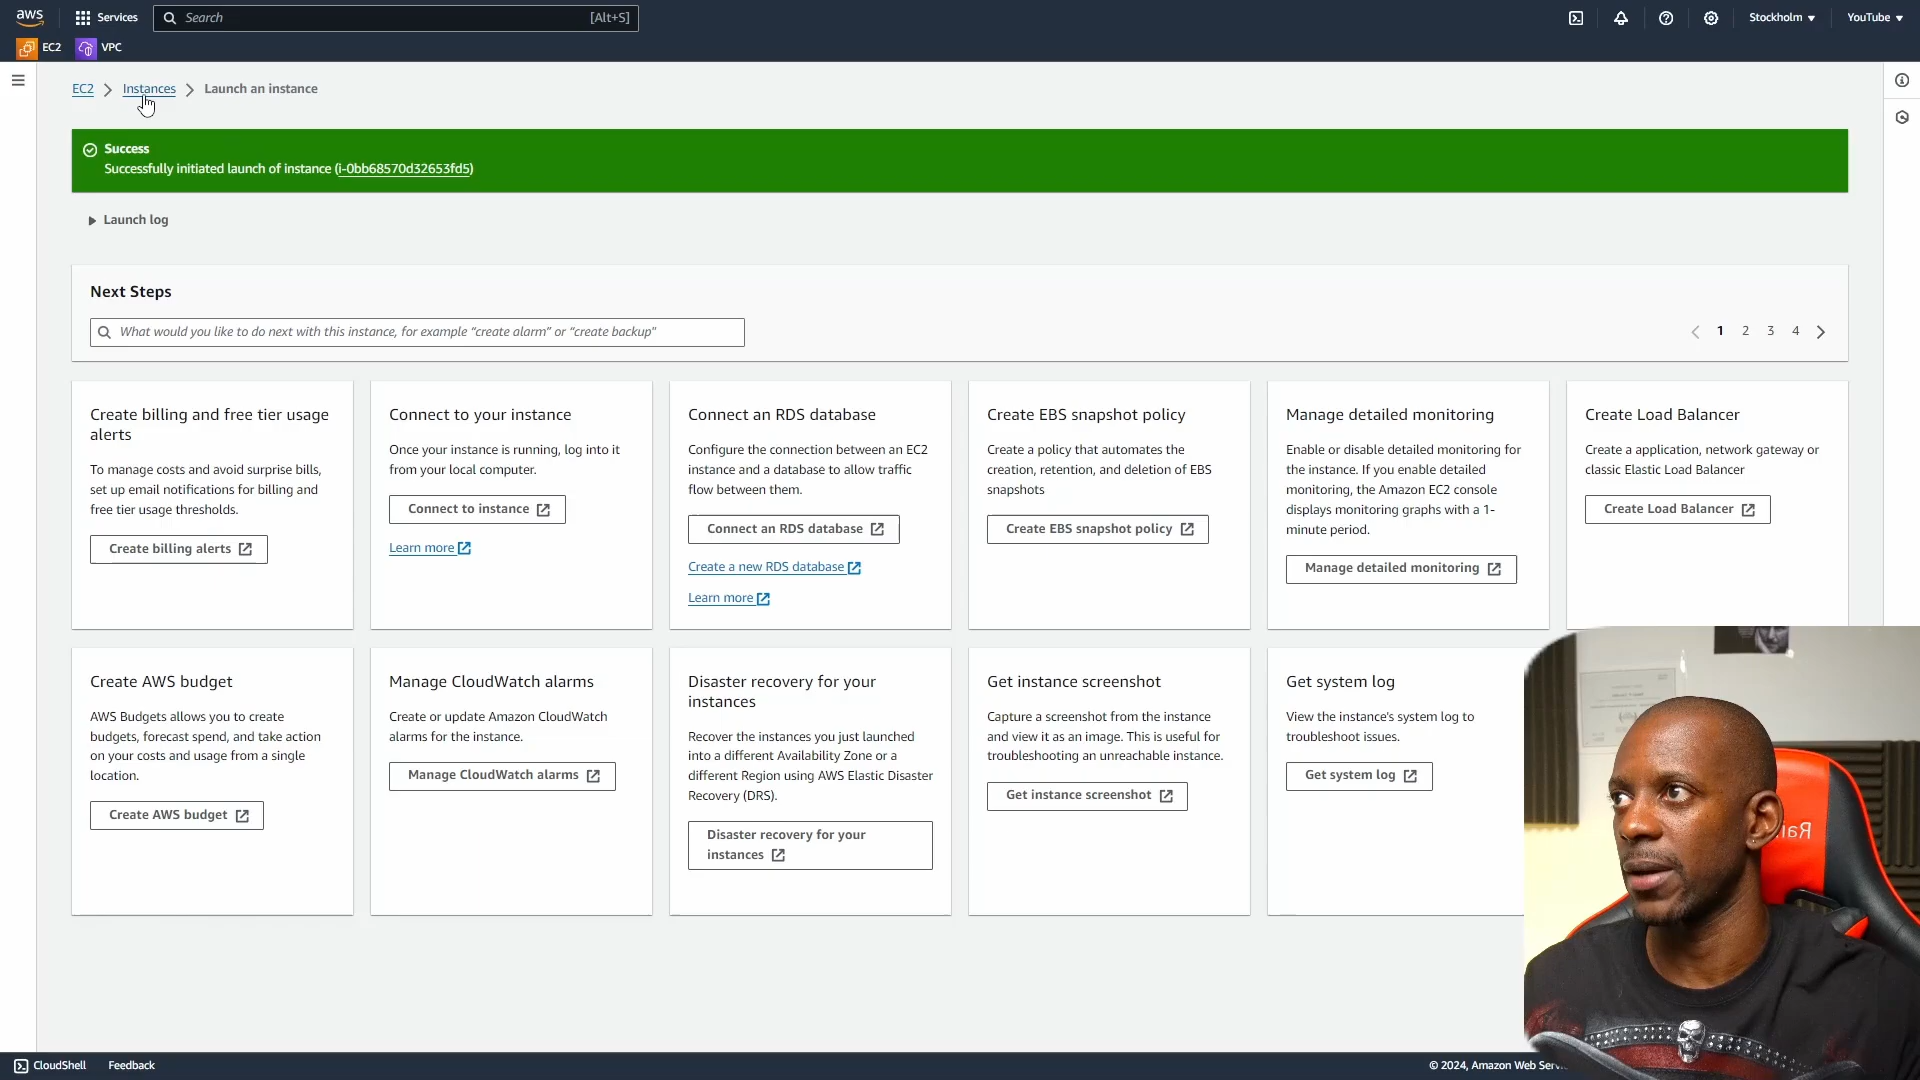 aws
Services
Search
[Alt+S]
Stockholm
YouTube
EC2
VPC
EC2
Instances
Launch an instance
Success
Successfully initiated launch of instance (i-0bb68570d32653fd5)
Launch log
Next Steps
What would you like to do next with this instance, for example “create alarm” or “create backup”
1 2 3 4
Create billing and free tier usage
alerts
To manage costs and avoid surprise bills,
set up email notifications for billing and
free tier usage thresholds.
Create billing alerts
Connect to your instance
Once your instance is running, log into it
from your local computer.
Connect to instance
Learn more
Connect an RDS database
Configure the connection between an EC2
instance and a database to allow traffic
flow between them.
Connect an RDS database
Create a new RDS database
Learn more
Create EBS snapshot policy
Create a policy that automates the
creation, retention, and deletion of EBS
snapshots
Create EBS snapshot policy
Manage detailed monitoring
Enable or disable detailed monitoring for
the instance. If you enable detailed
monitoring, the Amazon EC2 console
displays monitoring graphs with a 1-
minute period.
Manage detailed monitoring
Create Load Balancer
Create a application, network gateway or
classic Elastic Load Balancer
Create Load Balancer
Create AWS budget
AWS Budgets allows you to create
budgets, forecast spend, and take action
on your costs and usage from a single
location.
Create AWS budget
Manage CloudWatch alarms
Create or update Amazon CloudWatch
alarms for the instance.
Manage CloudWatch alarms
Disaster recovery for your
instances
Recover the instances you just launched
into a different Availability Zone or a
different Region using AWS Elastic Disaster
Recovery (DRS).
Disaster recovery for your
instances
Get instance screenshot
Capture a screenshot from the instance
and view it as an image. This is useful for
troubleshooting an unreachable instance.
Get instance screenshot
Get system log
View the instance's system log to
troubleshoot issues.
Get system log
CloudShell
Feedback
© 2024, Amazon Web